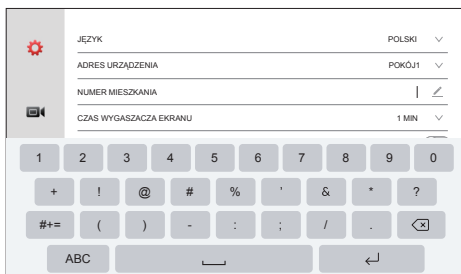 JĘZYK POLSKI
ADRES URZĄDZENIA POKÓJ1
NUMER MIESZKANIA
CZAS WYGASZACZA EKRANU 1 MIN
1 2 3 4 5 6 7 8 9 0
+ ! @ # % ' & * ?
#+= ( ) - : ; / .
ABC